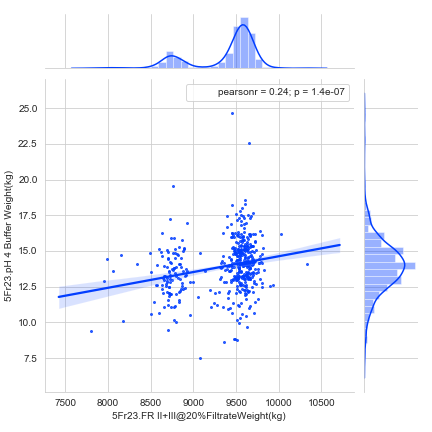 pearsonr = 0.24; p = 1.4e-07
25.0
22.5
20.0
17.5
15.0
12.5
10.0
7.5
5Fr23.pH 4 Buffer Weight(kg)
7500 8000 8500 9000 9500 10000 10500
5Fr23.FR II+III@20%FiltrateWeight(kg)